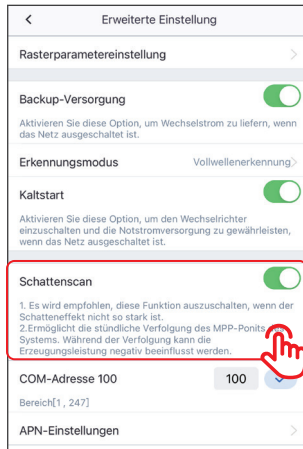 Erweiterte Einstellung
Rasterparametereinstellung
Backup-Versorgung
Aktivieren Sie diese Option, um Wechselstrom zu liefern, wenn
das Netz ausgeschaltet ist.
Erkennungsmodus Vollwellenerkennung
Kaltstart
Aktivieren Sie diese Option, um den Wechselrichter
einzuschalten und die Notstromversorgung zu gewährleisten,
wenn das Netz ausgeschaltet ist.
Schattenscan
1. Es wird empfohlen, diese Funktion auszuschalten, wenn der
Schatteneffekt nicht so stark ist.
2.Ermöglicht die stündliche Verfolgung des MPP-Ponits
Systems. Während der Verfolgung kann die
Erzeugungsleistung negativ beeinflusst werden.
COM-Adresse 100 100
Bereich[1 , 247]
APN-Einstellungen